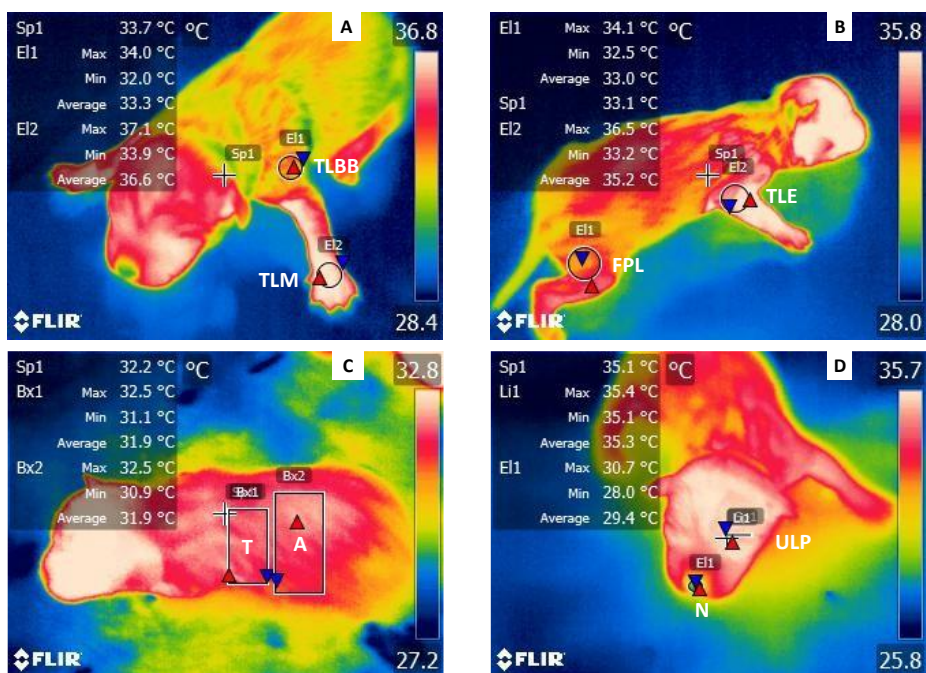 Sp1 33.7 °C °C A 36.8
El1 Max 34.0 °C
Min 32.0 °C
Average 33.3 °C
El2 Max 37.1 °C
Min 33.9 °C
Average 36.6 °C
Sp1
El1
TLBB
El2
TLM
FLIR 28.4
El1 Max 34.1 °C °C B 35.8
Min 32.5 °C
Average 33.0 °C
Sp1 33.1 °C
El2 Max 36.5 °C
Min 33.2 °C
Average 35.2 °C
Sp1
El2
TLE
El1
FPL
FLIR 28.0
Sp1 32.2 °C °C C 32.8
Bx1 Max 32.5 °C
Min 31.1 °C
Average 31.9 °C
Bx2 Max 32.5 °C
Min 30.9 °C
Average 31.9 °C
Bx2
Bx1
T A
FLIR 27.2
Sp1 35.1 °C °C D 35.7
Li1 Max 35.4 °C
Min 35.1 °C
Average 35.3 °C
El1 Max 30.7 °C
Min 28.0 °C
Average 29.4 °C
Li1
ULP
El1
N
FLIR 25.8